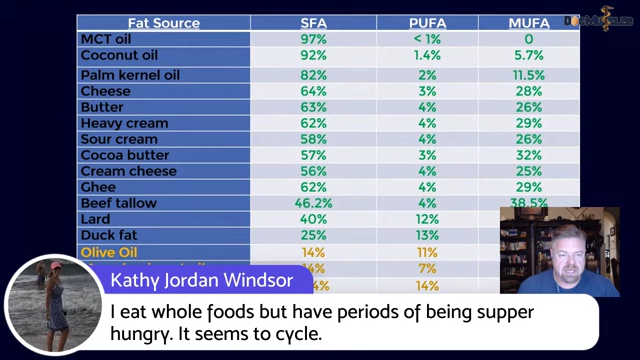 Fat Source SFA PUFA MUFA
MCT oil 97% < 1% 0
Coconut oil 92% 1.4% 5.7%
Palm kernel oil 82% 2% 11.5%
Cheese 64% 3% 28%
Butter 63% 4% 26%
Heavy cream 62% 4% 29%
Sour cream 58% 4% 26%
Cocoa butter 57% 3% 32%
Cream cheese 56% 4% 25%
Ghee 62% 4% 29%
Beef tallow 46.2% 4% 38.5%
Lard 40% 12%
Duck fat 25% 13%
Olive Oil 14% 11%
7%
14%
Kathy Jordan Windsor
I eat whole foods but have periods of being supper
hungry. It seems to cycle.